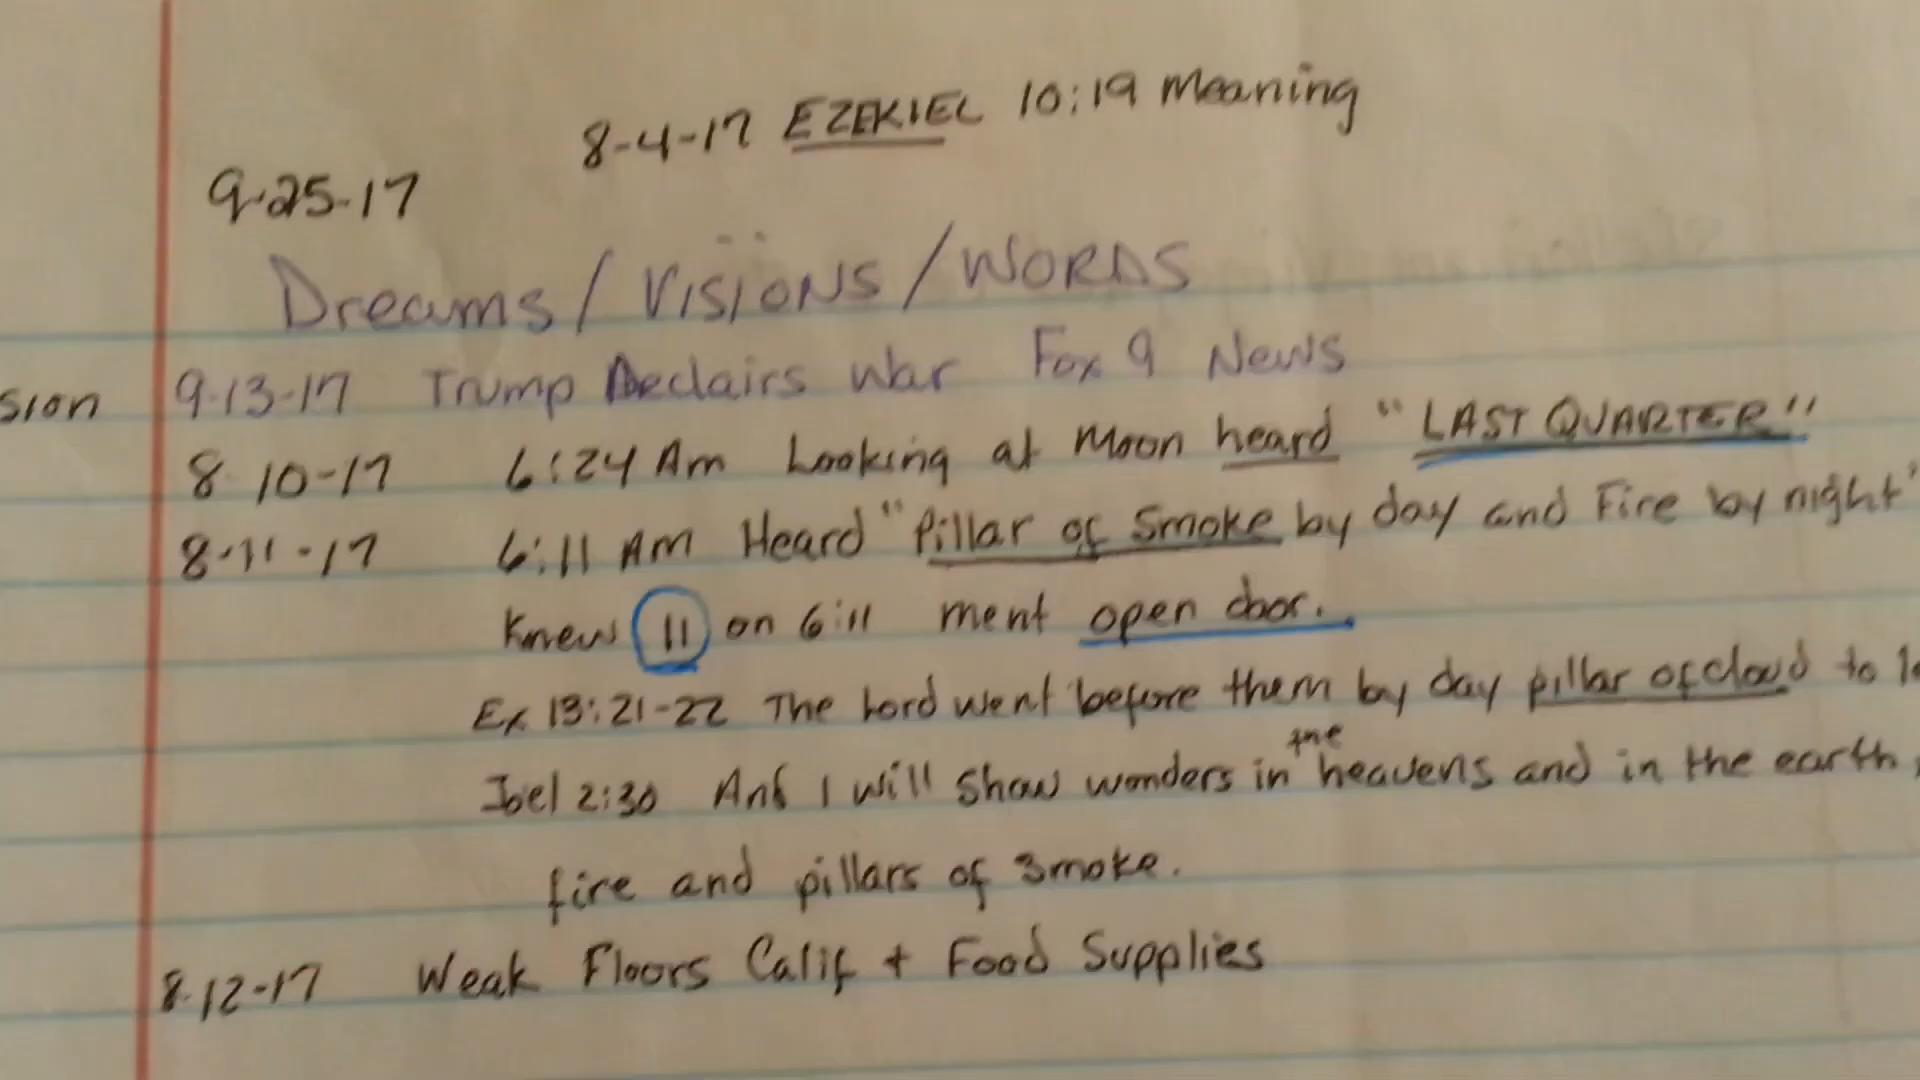 8-4-17 EZEKIEL 10:19 Meaning
9-25-17
Dreams / VISIONS / WORDS
sion 9-13-17 Trump Declairs War Fox 9 News
8 10-17 6:24 Am Looking at Moon heard "LAST QUARTER"
8-11-17 6:11 AM Heard "Pillar of Smoke by day and Fire by night"
Knew 11 on 6:11 ment open door.
Ex 13:21-22 The Lord went before them by day pillar of cloud to
Joel 2:30 And I will Show wonders in the heavens and in the earth,
fire and pillars of smoke.
8-12-17 Weak Floors Calif + Food Supplies